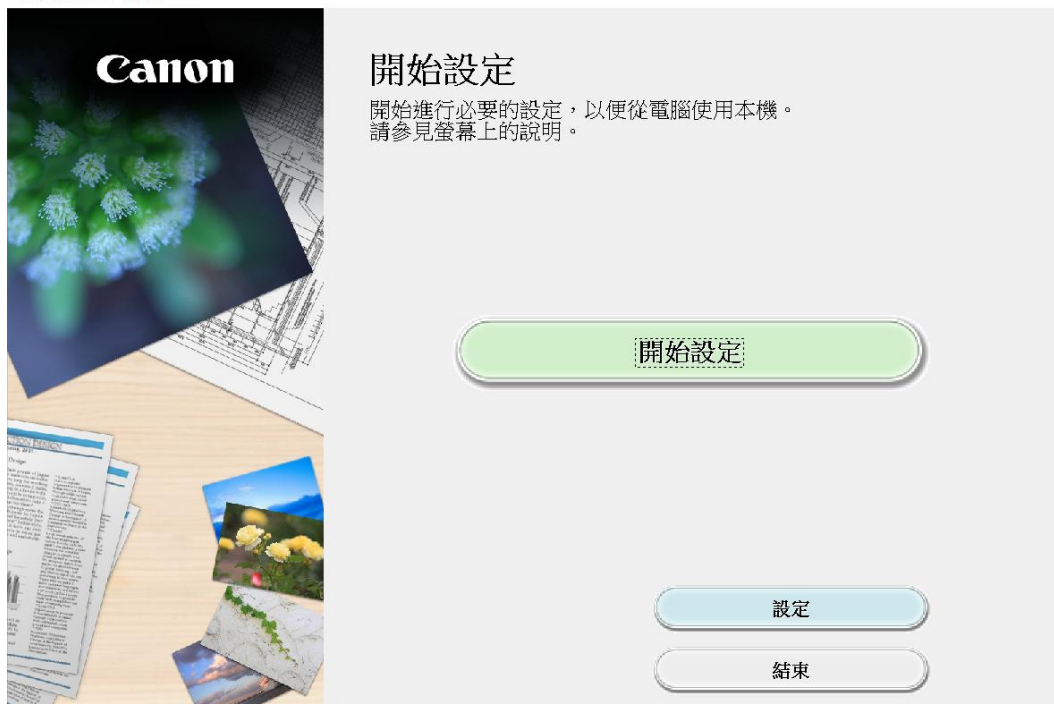 Canon
開始設定
開始進行必要的設定，以便從電腦使用本機。
請參見螢幕上的說明。
開始設定
設定
結束